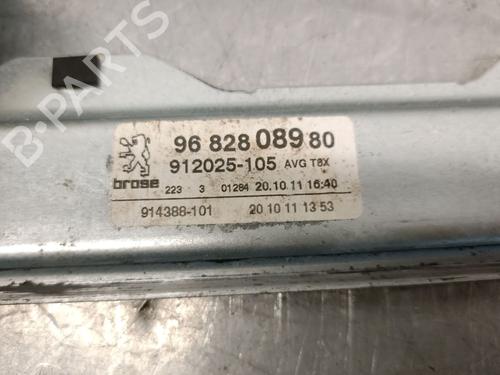 B-PARTS
96 828 089 80
brose
912025-105 AVG T8X
223 3 01284 20.10.11 16:40
914388-101 20 10 11 13 53